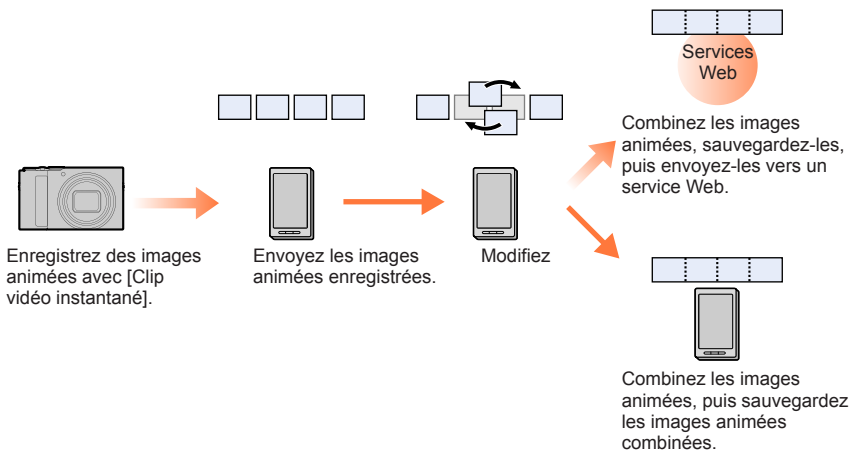 Enregistrez des images
animées avec [Clip
vidéo instantané].
Envoyez les images
animées enregistrées.
Modifiez
Services
Web
Combinez les images
animées, sauvegardez-les,
puis envoyez-les vers un
service Web.
Combinez les images
animées, puis sauvegardez
les images animées
combinées.